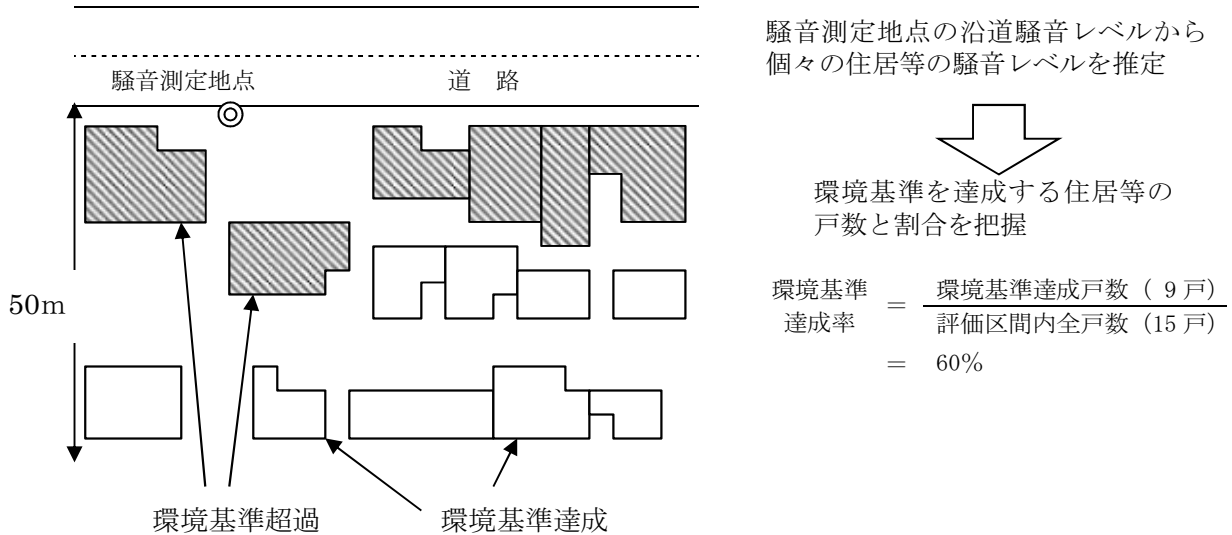 騒音測定地点
道 路
50m
環境基準超過
環境基準達成
騒音測定地点の沿道騒音レベルから
個々の住居等の騒音レベルを推定
環境基準を達成する住居等の
戸数と割合を把握
環境基準
達成率
=
環境基準達成戸数(9戸)
評価区間内全戸数(15戸)
= 60%